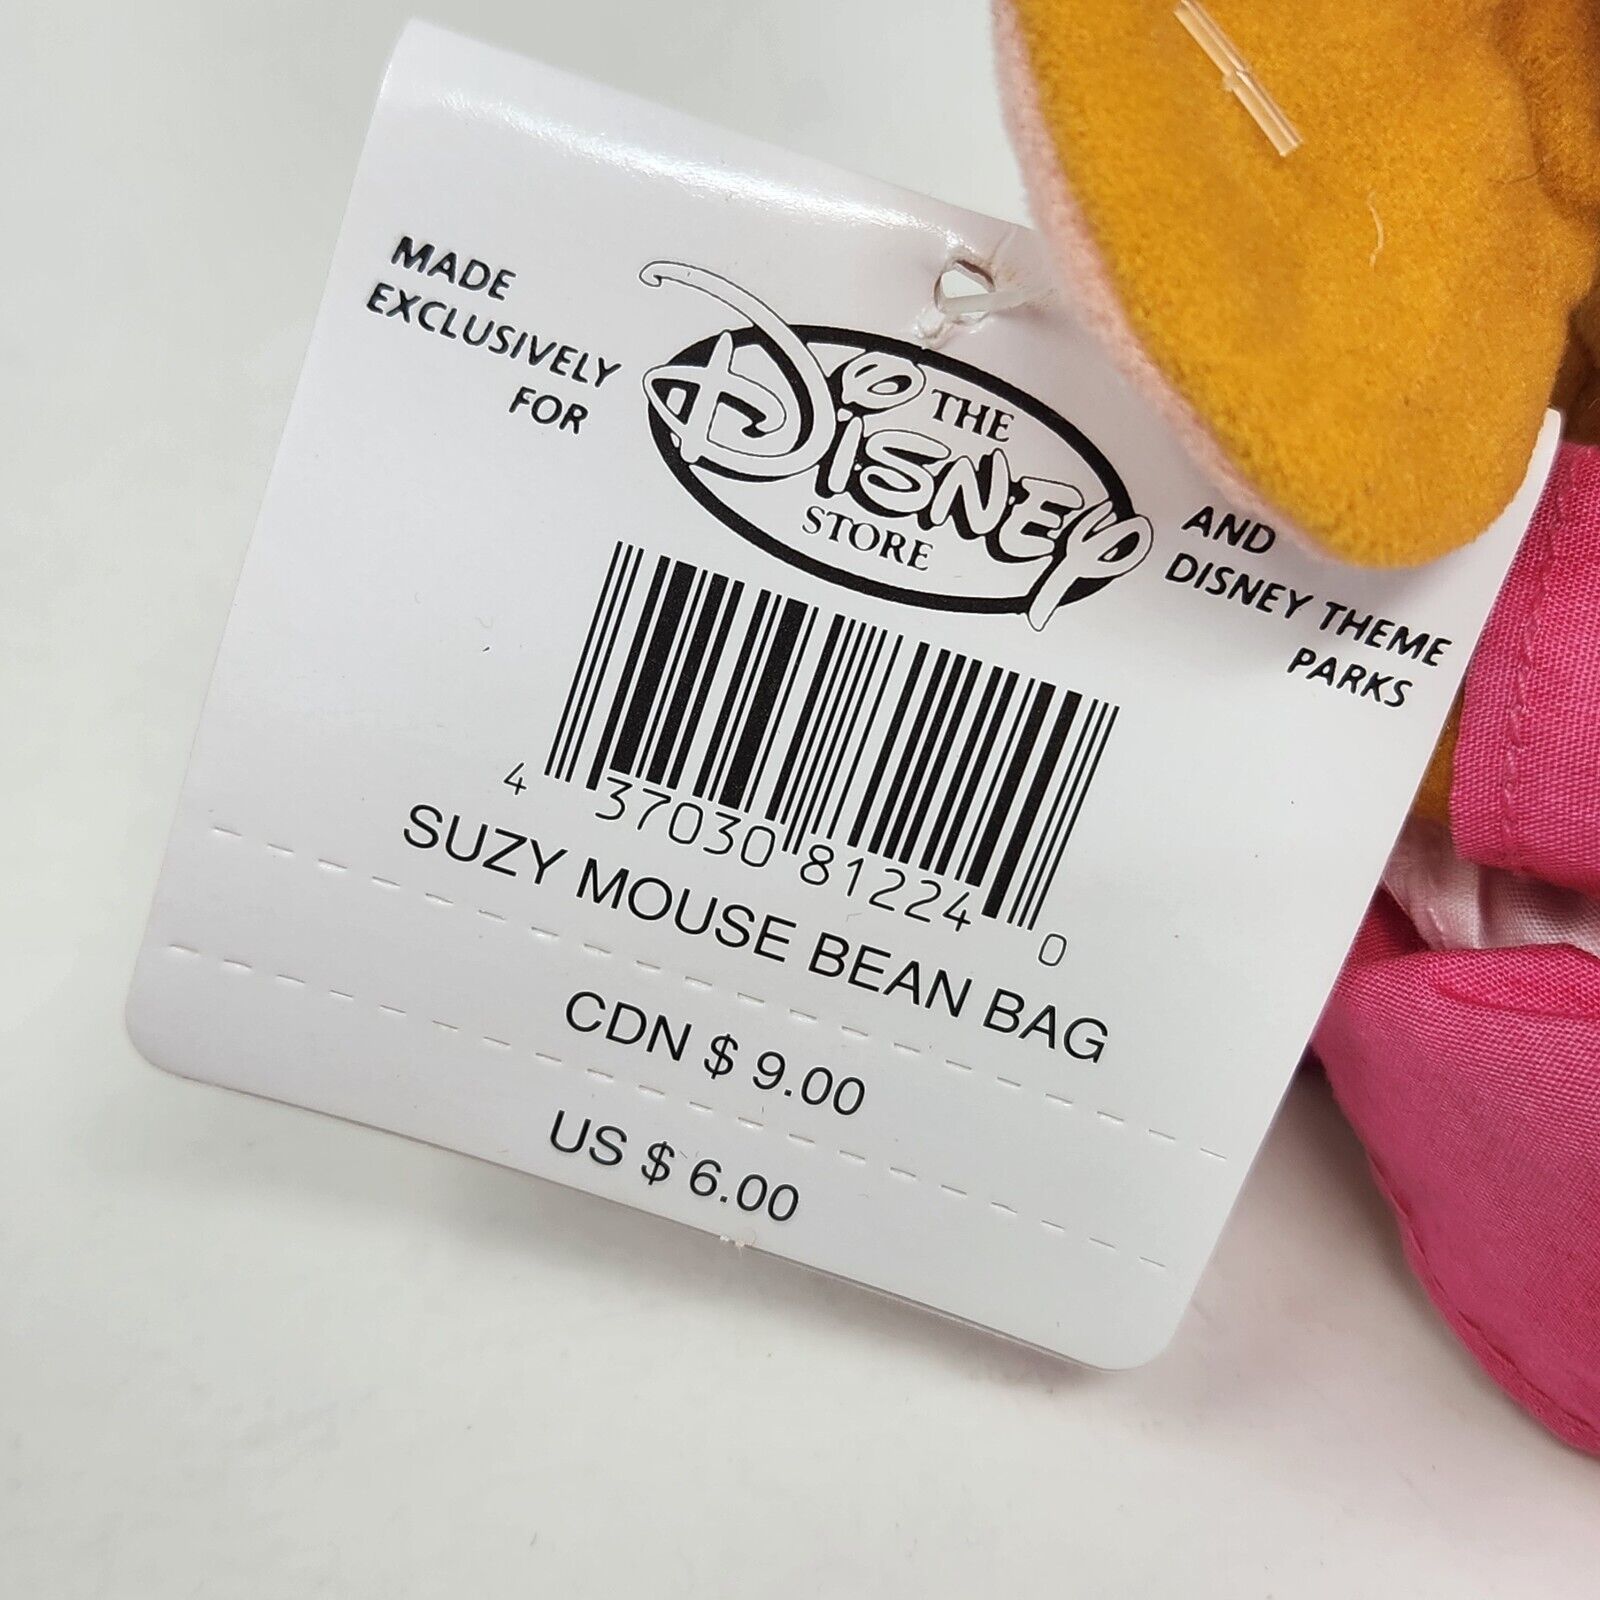 MADE
EXCLUSIVELY
FOR
THE
DISNEY
STORE
AND
DISNEY THEME
PARKS
4 37030 81224 0
SUZY MOUSE BEAN BAG
CDN $ 9.00
US $ 6.00